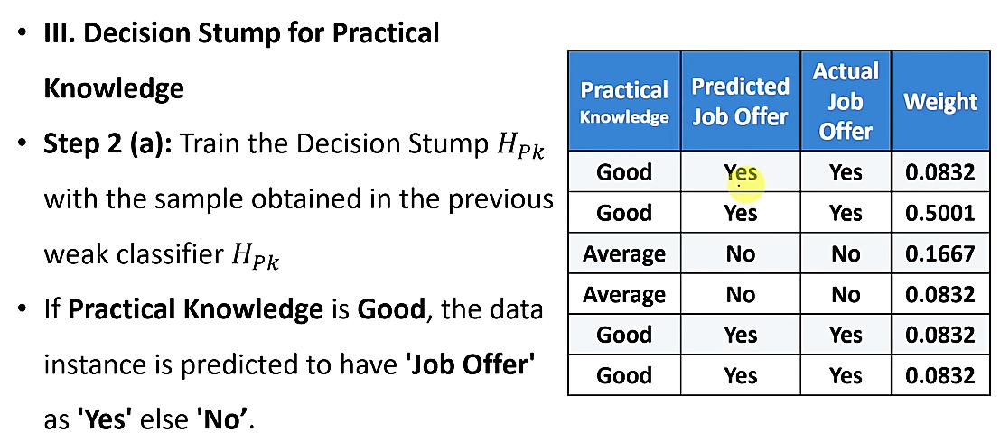 • III. Decision Stump for Practical
Knowledge
• Step 2 (a): Train the Decision Stump H_Pk
with the sample obtained in the previous
weak classifier H_Pk
• If Practical Knowledge is Good, the data
instance is predicted to have 'Job Offer'
as 'Yes' else 'No’.
Practical Knowledge Predicted Job Offer Actual Job Offer Weight
Good Yes Yes 0.0832
Good Yes Yes 0.5001
Average No No 0.1667
Average No No 0.0832
Good Yes Yes 0.0832
Good Yes Yes 0.0832